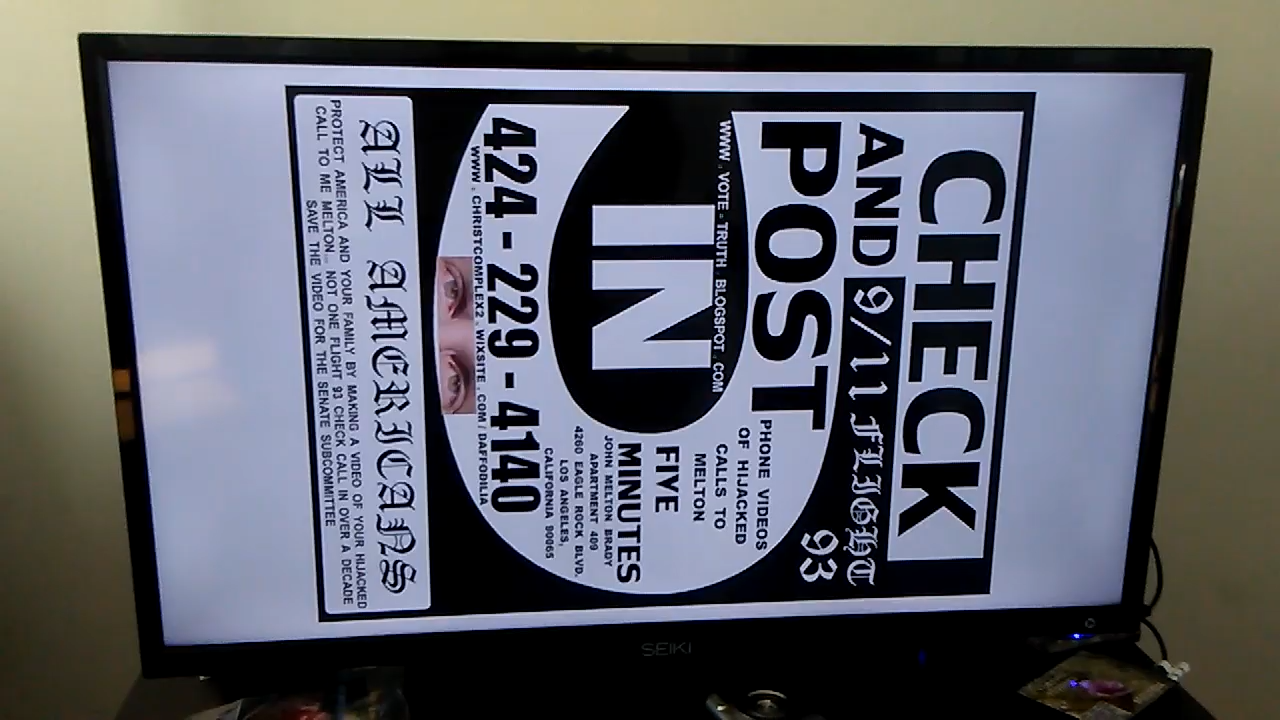 CHECK
AND 9/11 FLIGHT 93
POST
PHONE VIDEOS
OF HIJACKED
CALLS TO
MELTON
WWW . VOTE - TRUTH . BLOGSPOT . COM
IN
FIVE
MINUTES
JOHN MELTON BRADY
APARTMENT 409
4260 EAGLE ROCK BLVD.
LOS ANGELES,
CALIFORNIA 90065
424 - 229 - 4140
WWW . CHRISTCOMPLEX2 . WIXSITE . COM / DAFFODILIA
ALL AMERICANS
PROTECT AMERICA AND YOUR FAMILY BY MAKING A VIDEO OF YOUR HIJACKED
CALL TO ME MELTON... NOT ONE FLIGHT 93 CHECK CALL IN OVER A DECADE
SAVE THE VIDEO FOR THE SENATE SUBCOMMITTEE
SEIKI